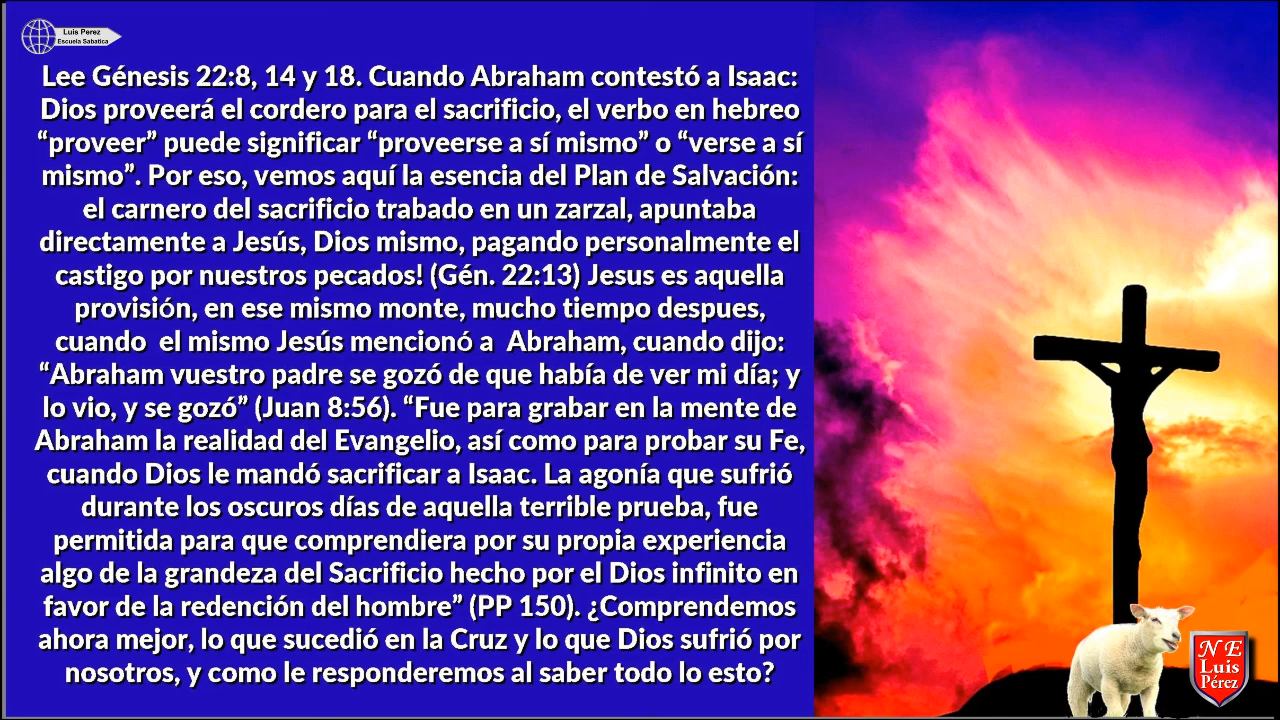 Luis Perez
Escuela Sabatica
Lee Génesis 22:8, 14 y 18. Cuando Abraham contestó a Isaac:
Dios proveerá el cordero para el sacrificio, el verbo en hebreo
“proveer” puede significar “proveerse a sí mismo” o “verse a sí
mismo”. Por eso, vemos aquí la esencia del Plan de Salvación:
el carnero del sacrificio trabado en un zarzal, apuntaba
directamente a Jesús, Dios mismo, pagando personalmente el
castigo por nuestros pecados! (Gén. 22:13) Jesus es aquella
provisión, en ese mismo monte, mucho tiempo despues,
cuando  el mismo Jesús mencionó a  Abraham, cuando dijo:
“Abraham vuestro padre se gozó de que había de ver mi día; y
lo vio, y se gozó” (Juan 8:56). “Fue para grabar en la mente de
Abraham la realidad del Evangelio, así como para probar su Fe,
cuando Dios le mandó sacrificar a Isaac. La agonía que sufrió
durante los oscuros días de aquella terrible prueba, fue
permitida para que comprendiera por su propia experiencia
algo de la grandeza del Sacrificio hecho por el Dios infinito en
favor de la redención del hombre” (PP 150). ¿Comprendemos
ahora mejor, lo que sucedió en la Cruz y lo que Dios sufrió por
nosotros, y como le responderemos al saber todo lo esto?
N E
Luis
Pérez